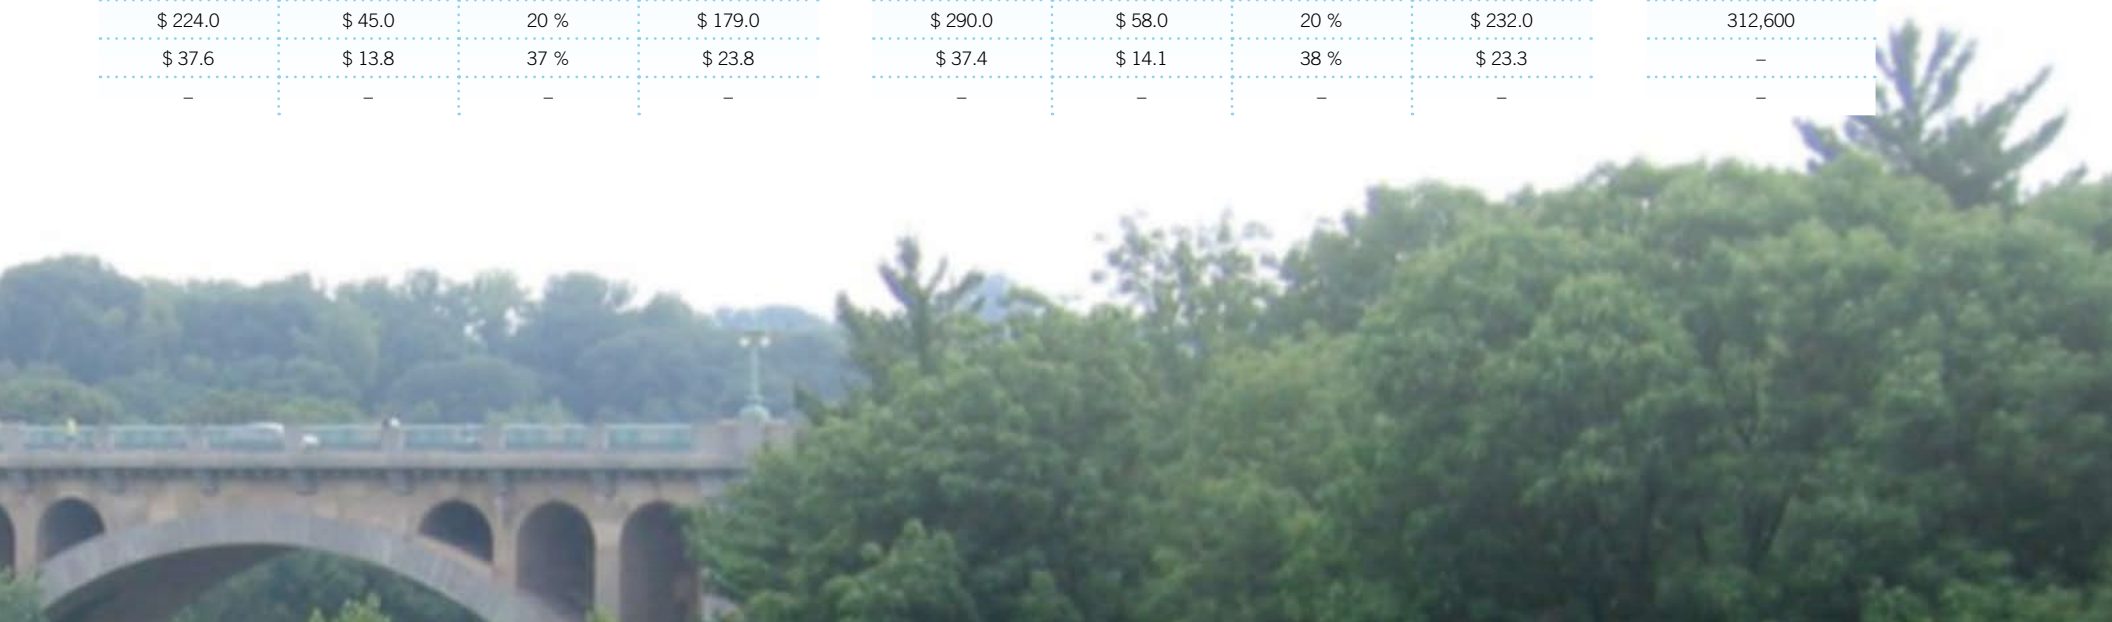 $ 224.0 $ 45.0 20 % $ 179.0 $ 290.0 $ 58.0 20 % $ 232.0 312,600
$ 37.6 $ 13.8 37 % $ 23.8 $ 37.4 $ 14.1 38 % $ 23.3 –
– – – – – – – – –